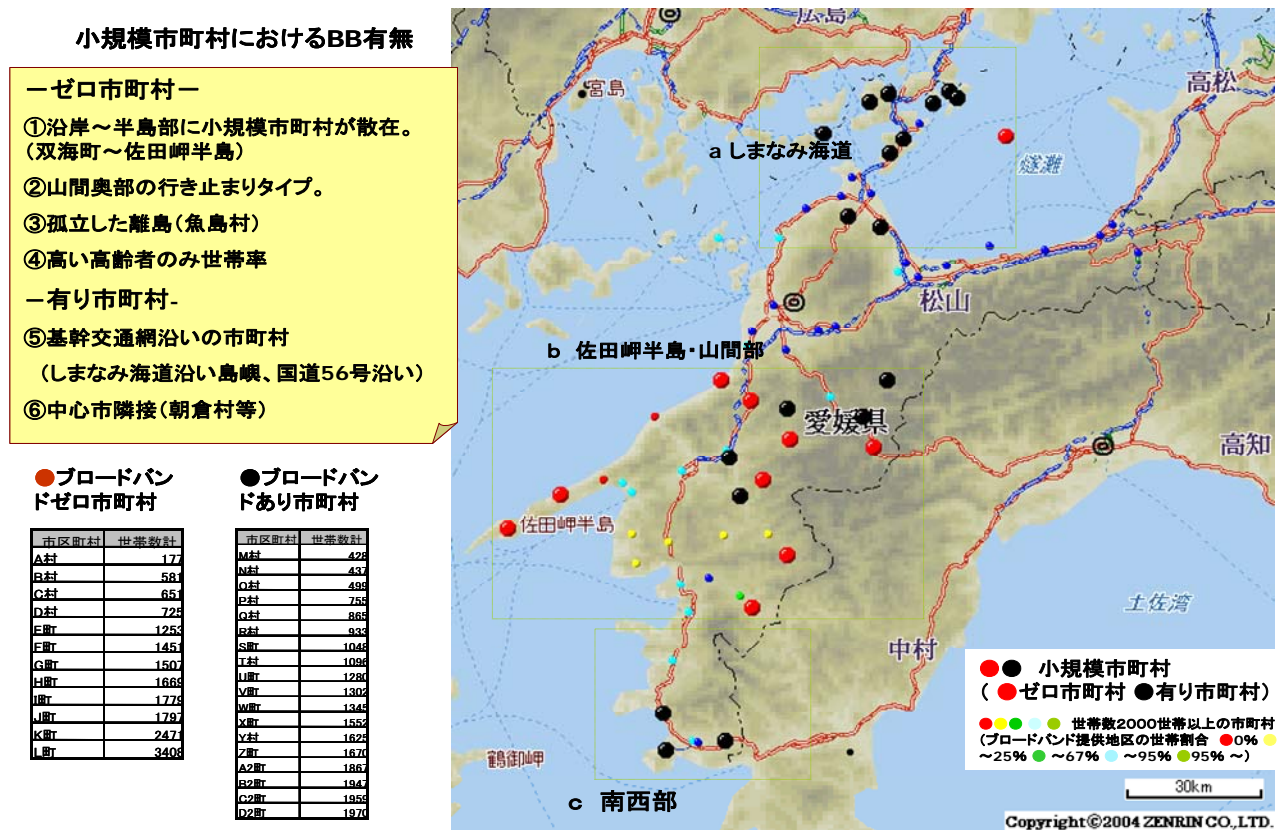 小規模市町村におけるBB有無
－ゼロ市町村－
①沿岸～半島部に小規模市町村が散在。
（双海町～佐田岬半島）
②山間奥部の行き止まりタイプ。
③孤立した離島（魚島村）
④高い高齢者のみ世帯率
－有り市町村-
⑤基幹交通網沿いの市町村
（しまなみ海道沿い島嶼、国道56号沿い）
⑥中心市隣接（朝倉村等）
●ブロードバン
ドゼロ市町村
市区町村 世帯数計
A村 177
B村 581
C村 651
D村 725
E町 1253
F町 1451
G町 1507
H町 1669
I町 1779
J町 1797
K町 2471
L町 3408
●ブロードバン
ドあり市町村
市区町村 世帯数計
M村 428
N村 437
O村 499
P村 755
Q村 865
R村 933
S町 1048
T村 1096
U町 1280
V町 1302
W町 1345
X町 1552
Y村 1625
Z町 1670
A2町 1867
B2町 1947
C2町 1959
D2町 1970
広島
宮島
高松
a しまなみ海道
燧灘
松山
b 佐田岬半島・山間部
愛媛県
高知
佐田岬半島
土佐湾
中村
鶴御岬
c 南西部
●● 小規模市町村
（ ●ゼロ市町村 ●有り市町村）
●●●●● 世帯数2000世帯以上の市町村
（ブロードバンド提供地区の世帯割合 ●0% ●
～25% ●～67% ●～95% ●95% ～）
30km
Copyright©2004 ZENRIN CO.,LTD.